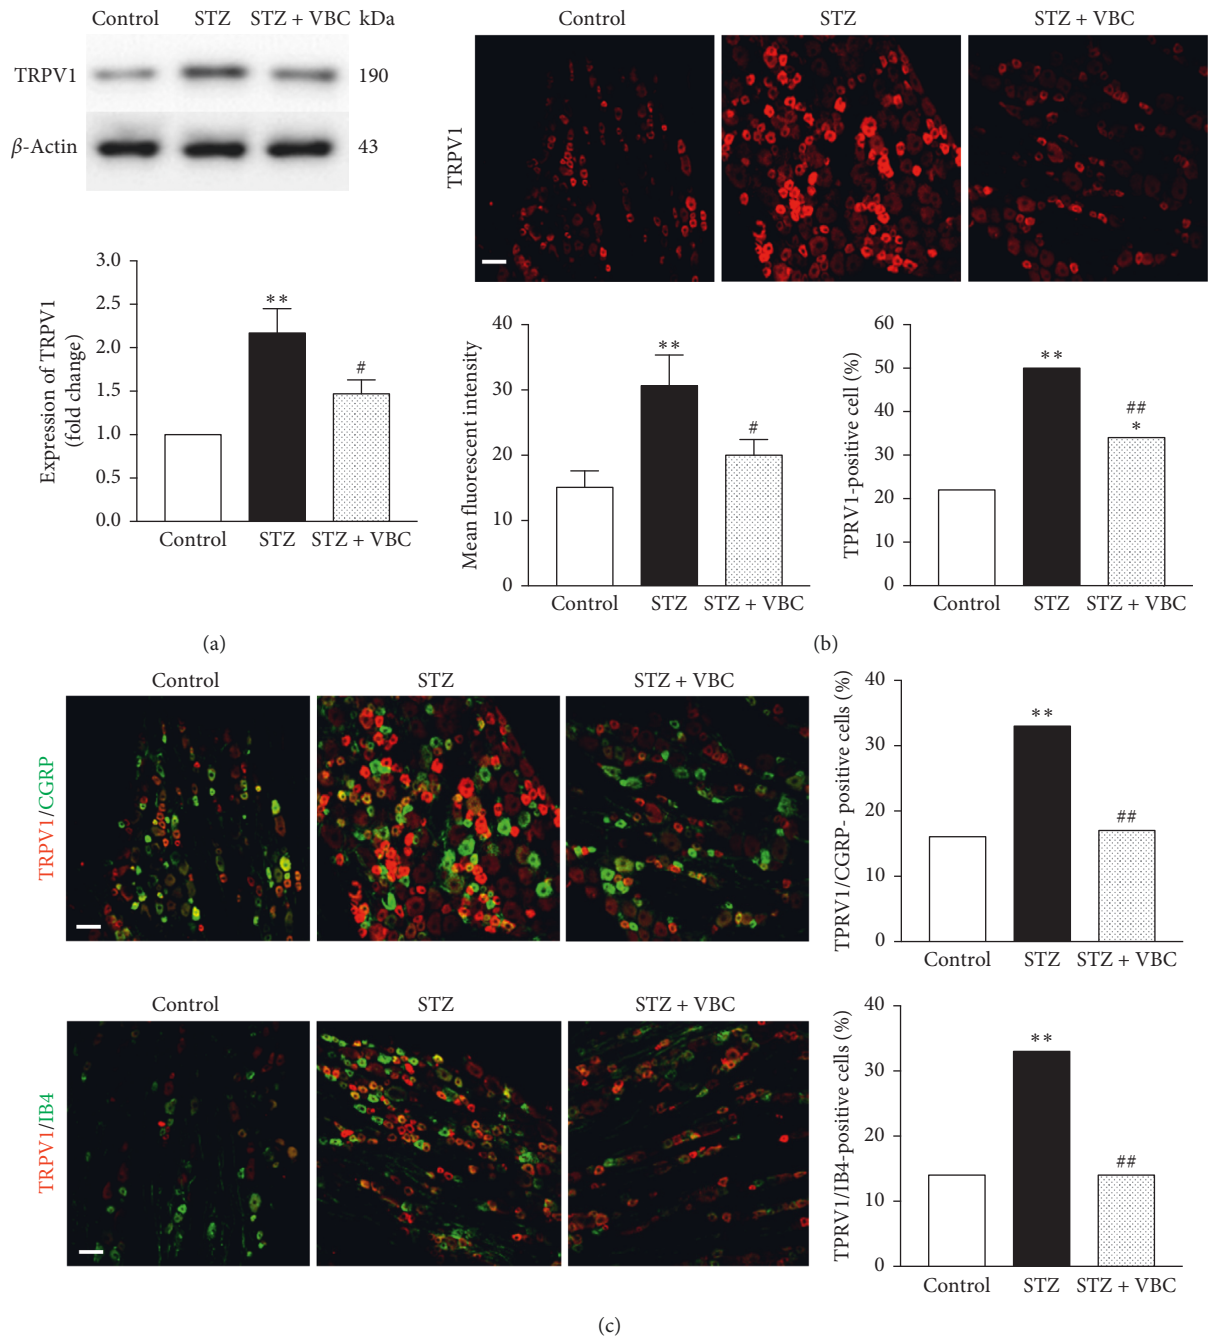 Control STZ STZ + VBC kDa
TRPV1 190
β-Actin 43
Expression of TRPV1
(fold change)
3.0
2.5
2.0
1.5
1.0
0.5
0.0
**
#
Control STZ STZ + VBC
(a)
Control STZ STZ + VBC
TRPV1
Mean fluorescent intensity
40
30
20
10
0
**
#
Control STZ STZ + VBC
TPRV1-positive cell (%)
60
50
40
30
20
10
0
**
##
*
Control STZ STZ + VBC
(b)
Control STZ STZ + VBC
TRPV1/CGRP
TPRV1/CGRP- positive cells (%)
40
30
20
10
0
**
##
Control STZ STZ + VBC
Control STZ STZ + VBC
TRPV1/IB4
TPRV1/IB4-positive cells (%)
40
30
20
10
0
**
##
Control STZ STZ + VBC
(c)